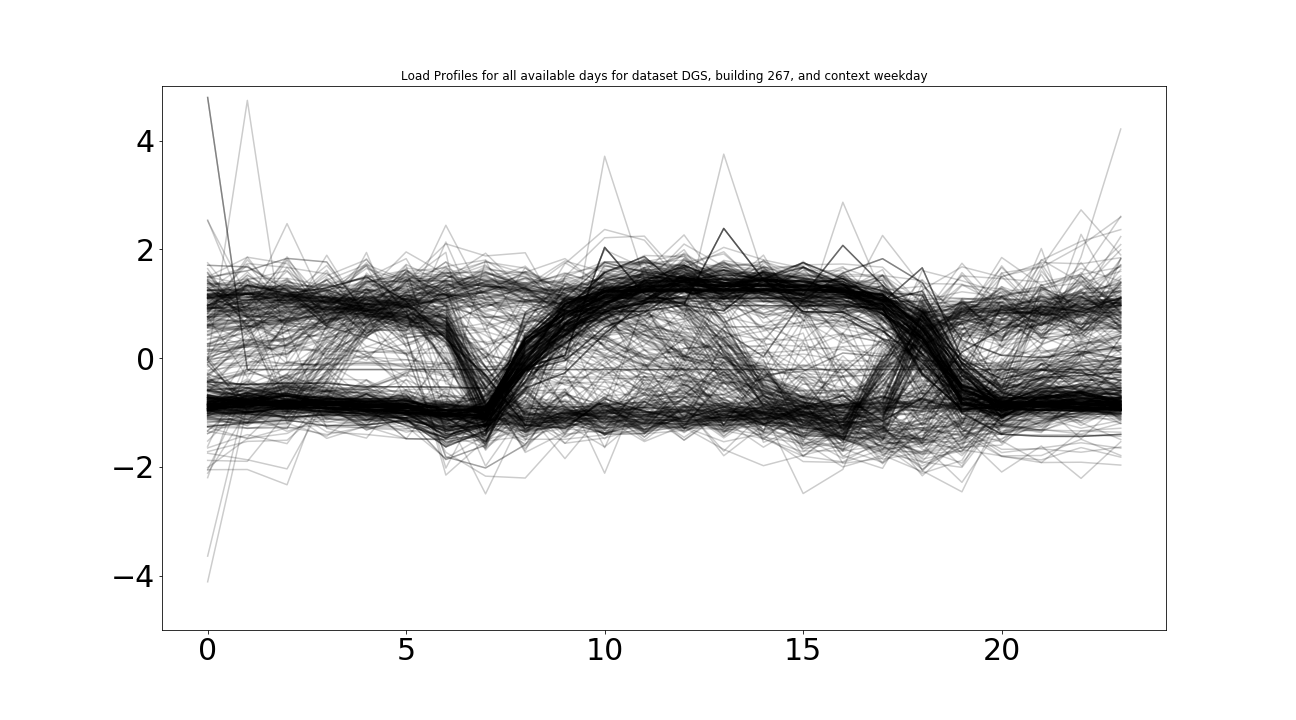 Load Profiles for all available days for dataset DGS, building 267, and context weekday
4
2
0
−2
−4
0 5 10 15 20